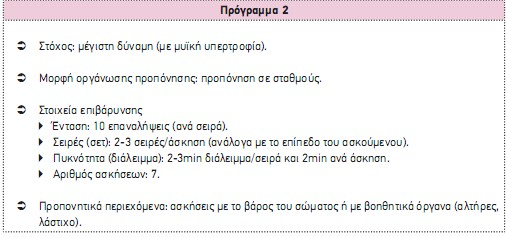 Πρόγραμμα 2
➲ Στόχος: μέγιστη δύναμη (με μυϊκή υπερτροφία).
➲ Μορφή οργάνωσης προπόνησης: προπόνηση σε σταθμούς.
➲ Στοιχεία επιβάρυνσης
▶ Ένταση: 10 επαναλήψεις (ανά σειρά).
▶ Σειρές (σετ): 2-3 σειρές/άσκηση (ανάλογα με το επίπεδο του ασκούμενου).
▶ Πυκνότητα (διάλειμμα): 2-3min διάλειμμα/σειρά και 2min ανά άσκηση.
▶ Αριθμός ασκήσεων: 7.
➲ Προπονητικά περιεχόμενα: ασκήσεις με το βάρος του σώματος ή με βοηθητικά όργανα (αλτήρες,
λάστιχο).